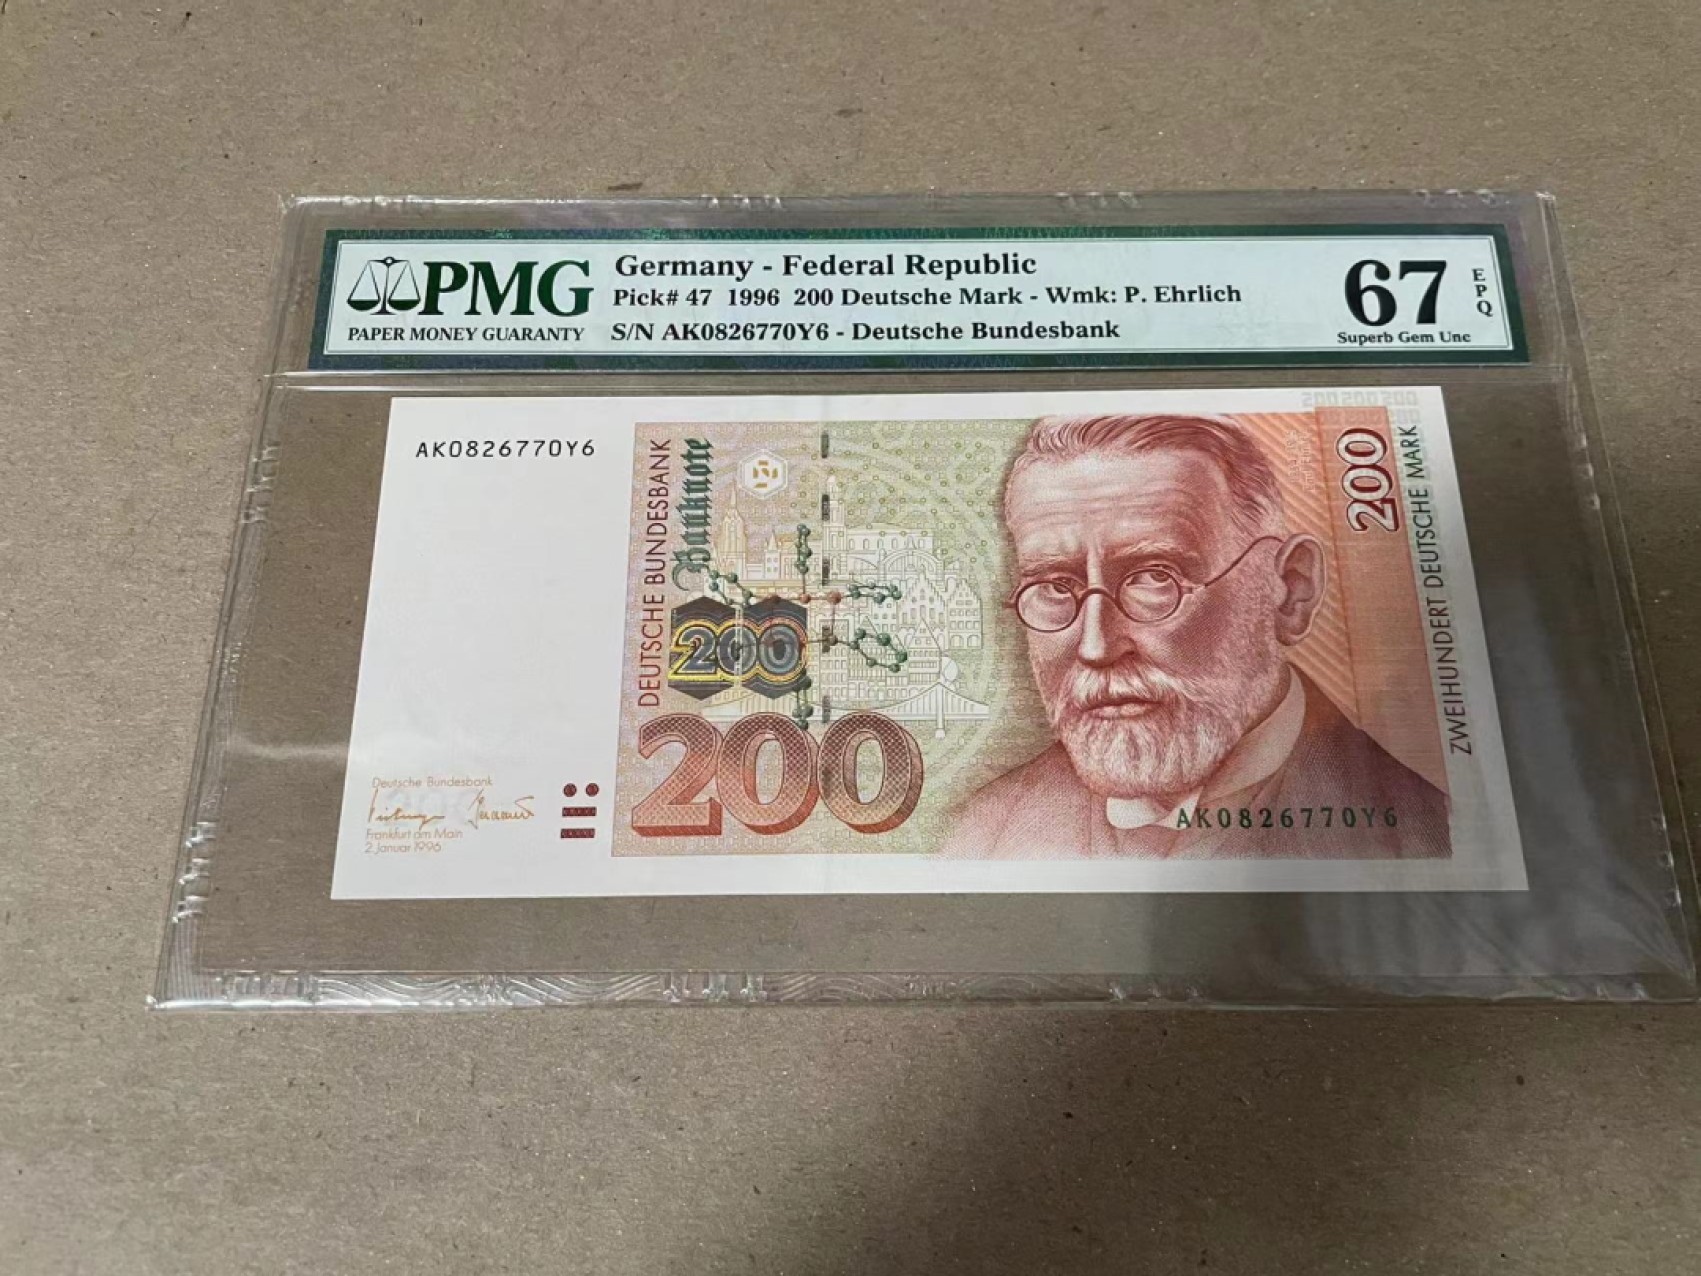 PMG
PAPER MONEY GUARANTY
Germany - Federal Republic
Pick# 47 1996 200 Deutsche Mark - Wmk: P. Ehrlich
S/N AK0826770Y6 - Deutsche Bundesbank
67
EPQ
Superb Gem Unc
AK0826770Y6
DEUTSCHE BUNDESBANK
Banknote
200
200
200
ZWEIHUNDERT DEUTSCHE MARK
AK0826770Y6
Deutsche Bundesbank
Frankfurt am Main
2. Januar 1996